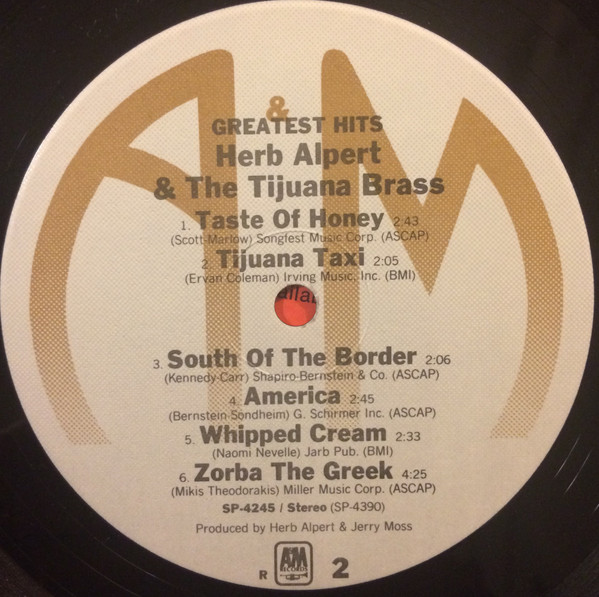 A&M
GREATEST HITS
Herb Alpert
& The Tijuana Brass
1. Taste Of Honey 2:43
(Scott-Marlow) Songfest Music Corp. (ASCAP)
2. Tijuana Taxi 2:05
(Ervan Coleman) Irving Music, Inc. (BMI)
3. South Of The Border 2:06
(Kennedy-Carr) Shapiro-Bernstein & Co. (ASCAP)
4. America 2:45
(Bernstein-Sondheim) G. Schirmer Inc. (ASCAP)
5. Whipped Cream 2:33
(Naomi Nevelle) Jarb Pub. (BMI)
6. Zorba The Greek 4:25
(Mikis Theodorakis) Miller Music Corp. (ASCAP)
SP-4245 / Stereo (SP-4390)
Produced by Herb Alpert & Jerry Moss
R A&M RECORDS 2